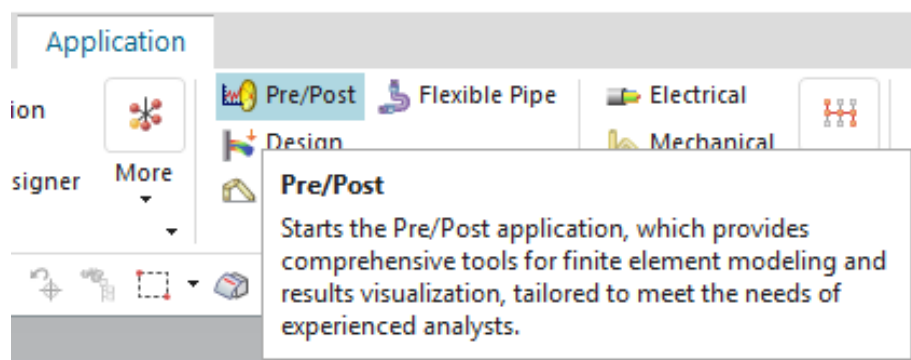 Application
ion
Pre/Post
Flexible Pipe
Electrical
Design
Mechanical
signer
More
Pre/Post
Starts the Pre/Post application, which provides
comprehensive tools for finite element modeling and
results visualization, tailored to meet the needs of
experienced analysts.